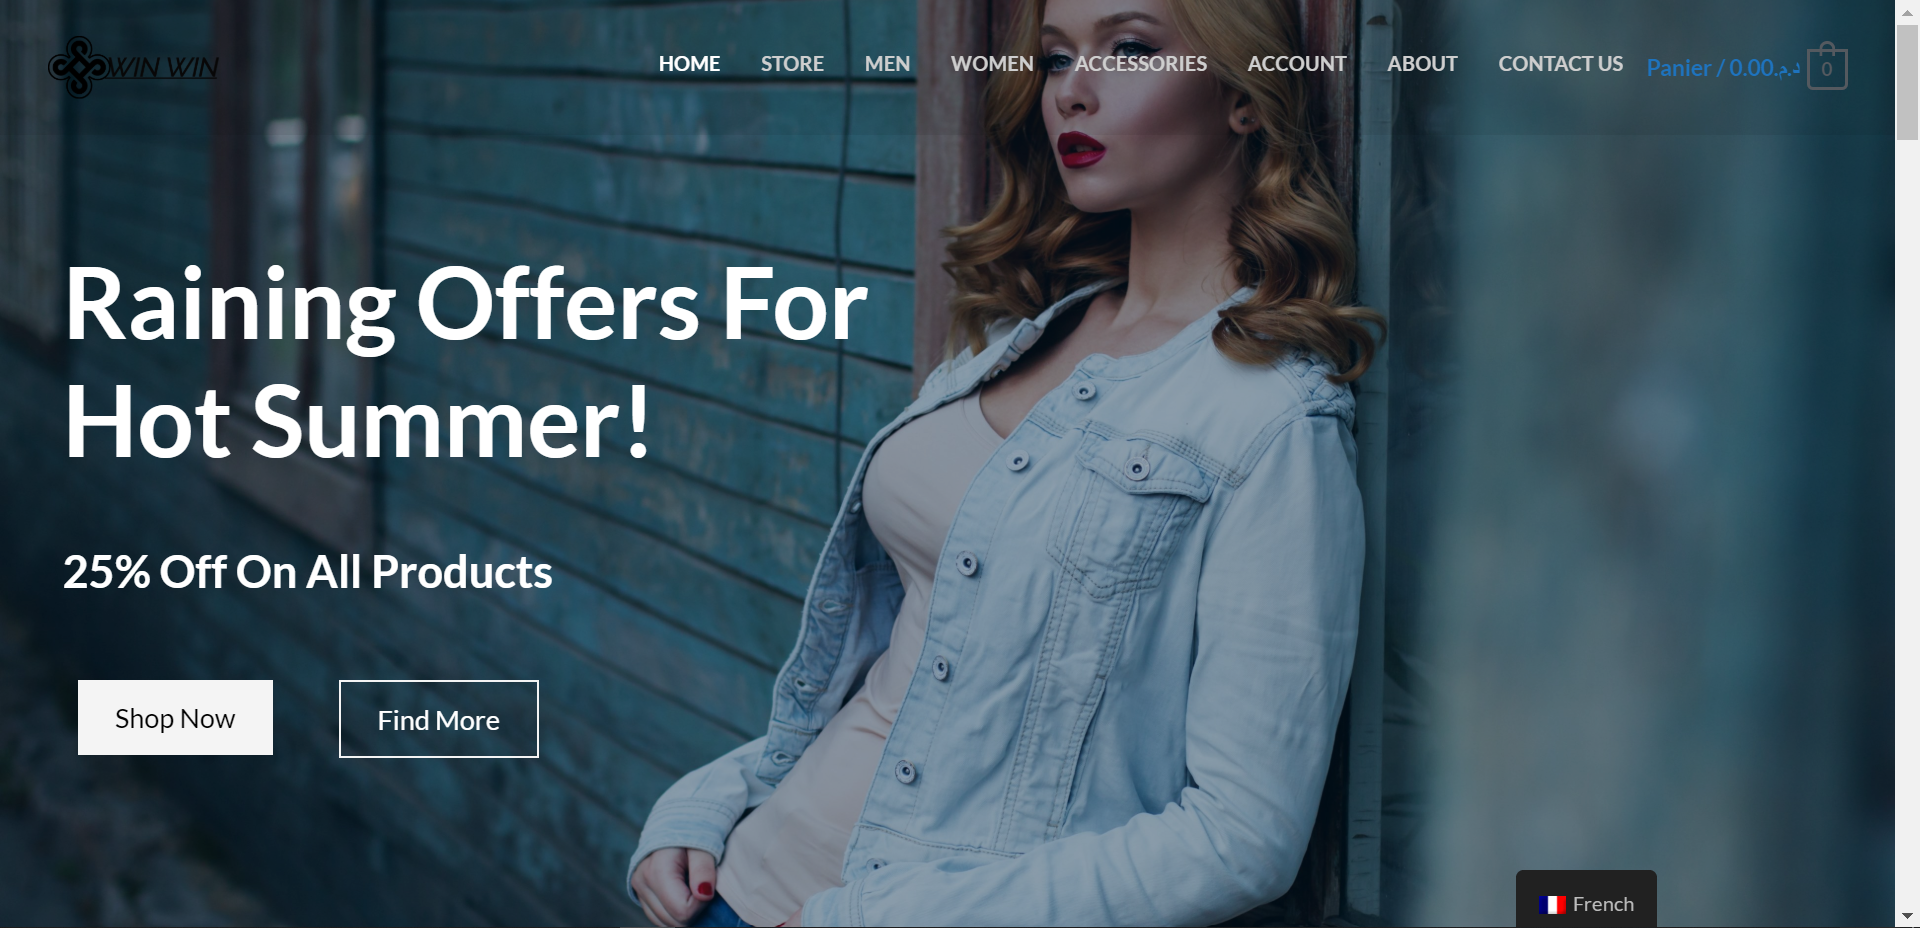 WIN WIN
HOME STORE MEN WOMEN ACCESSORIES ACCOUNT ABOUT CONTACT US Panier / 0.00د.م. 0
Raining Offers For
Hot Summer!
25% Off On All Products
Shop Now Find More
French